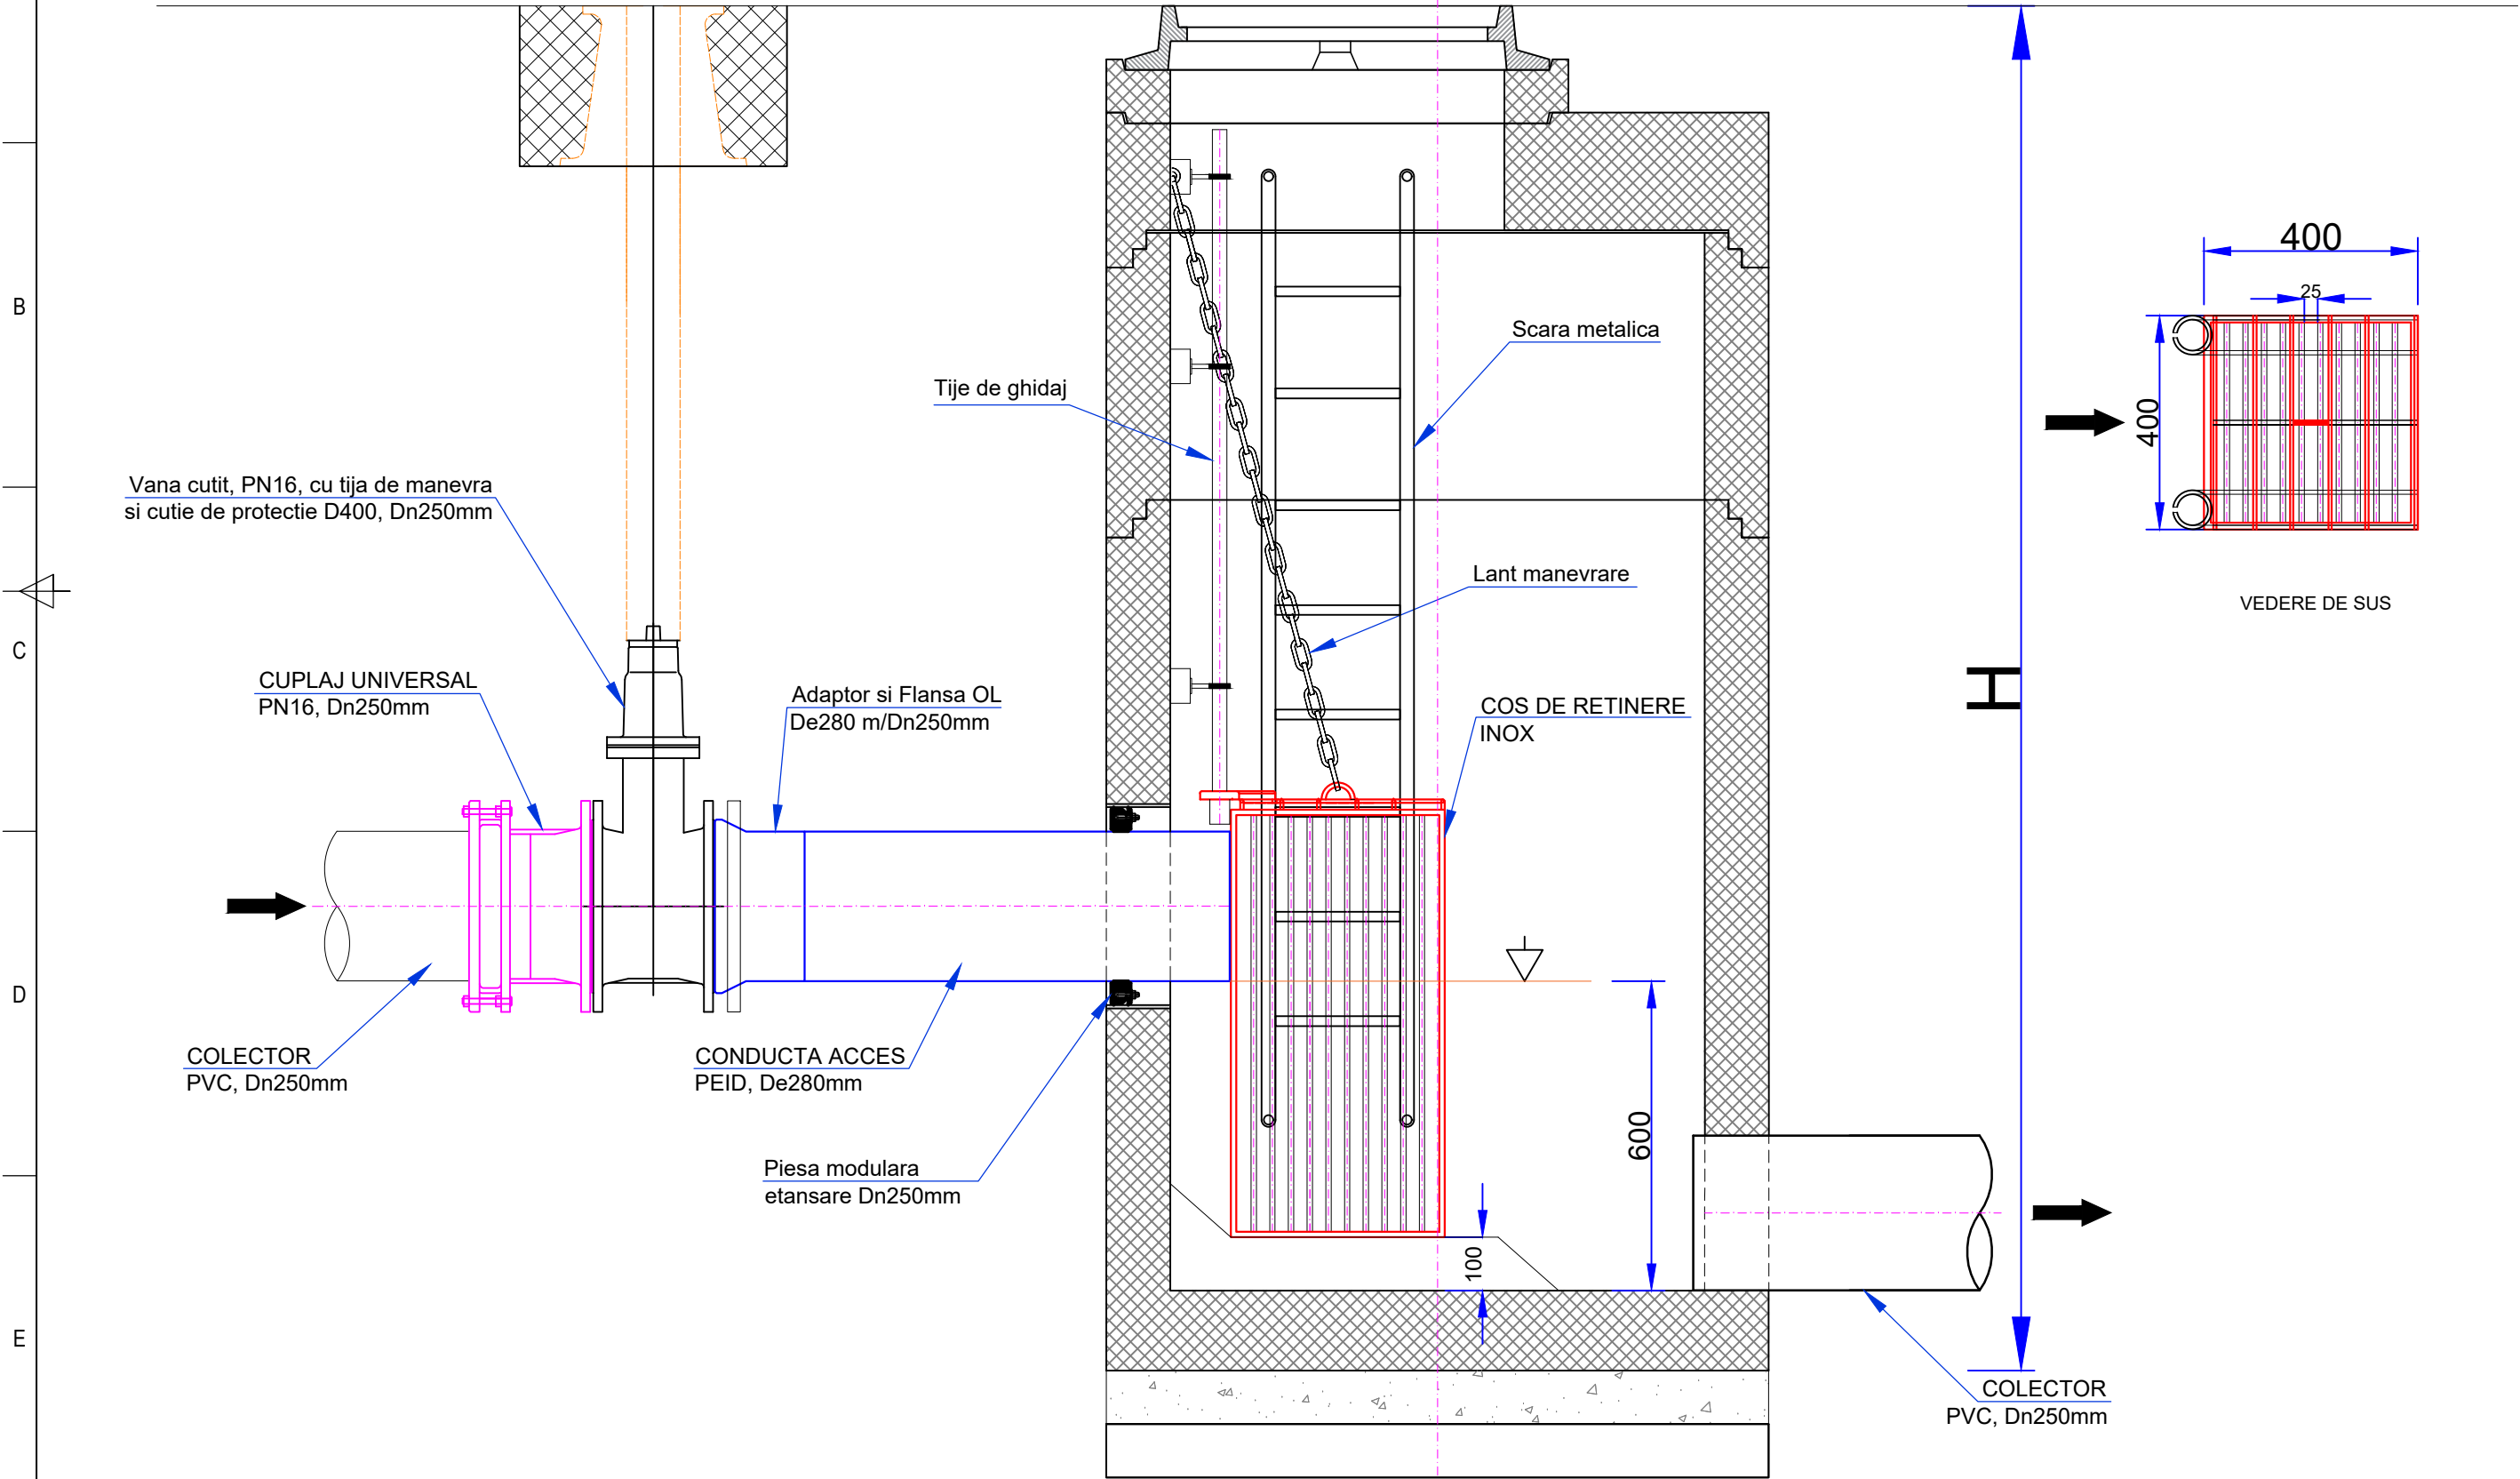 400
25
B
Scara metalica
Tije de ghidaj
400
Vana cutit, PN16, cu tija de manevra
si cutie de protectie D400, Dn250mm
Lant manevrare
VEDERE DE SUS
C
CUPLAJ UNIVERSAL
PN16, Dn250mm
Adaptor si Flansa OL
De280 m/Dn250mm
H
COS DE RETINERE
INOX
D
COLECTOR
PVC, Dn250mm
CONDUCTA ACCES
PEID, De280mm
600
Piesa modulara
etansare Dn250mm
100
E
COLECTOR
PVC, Dn250mm